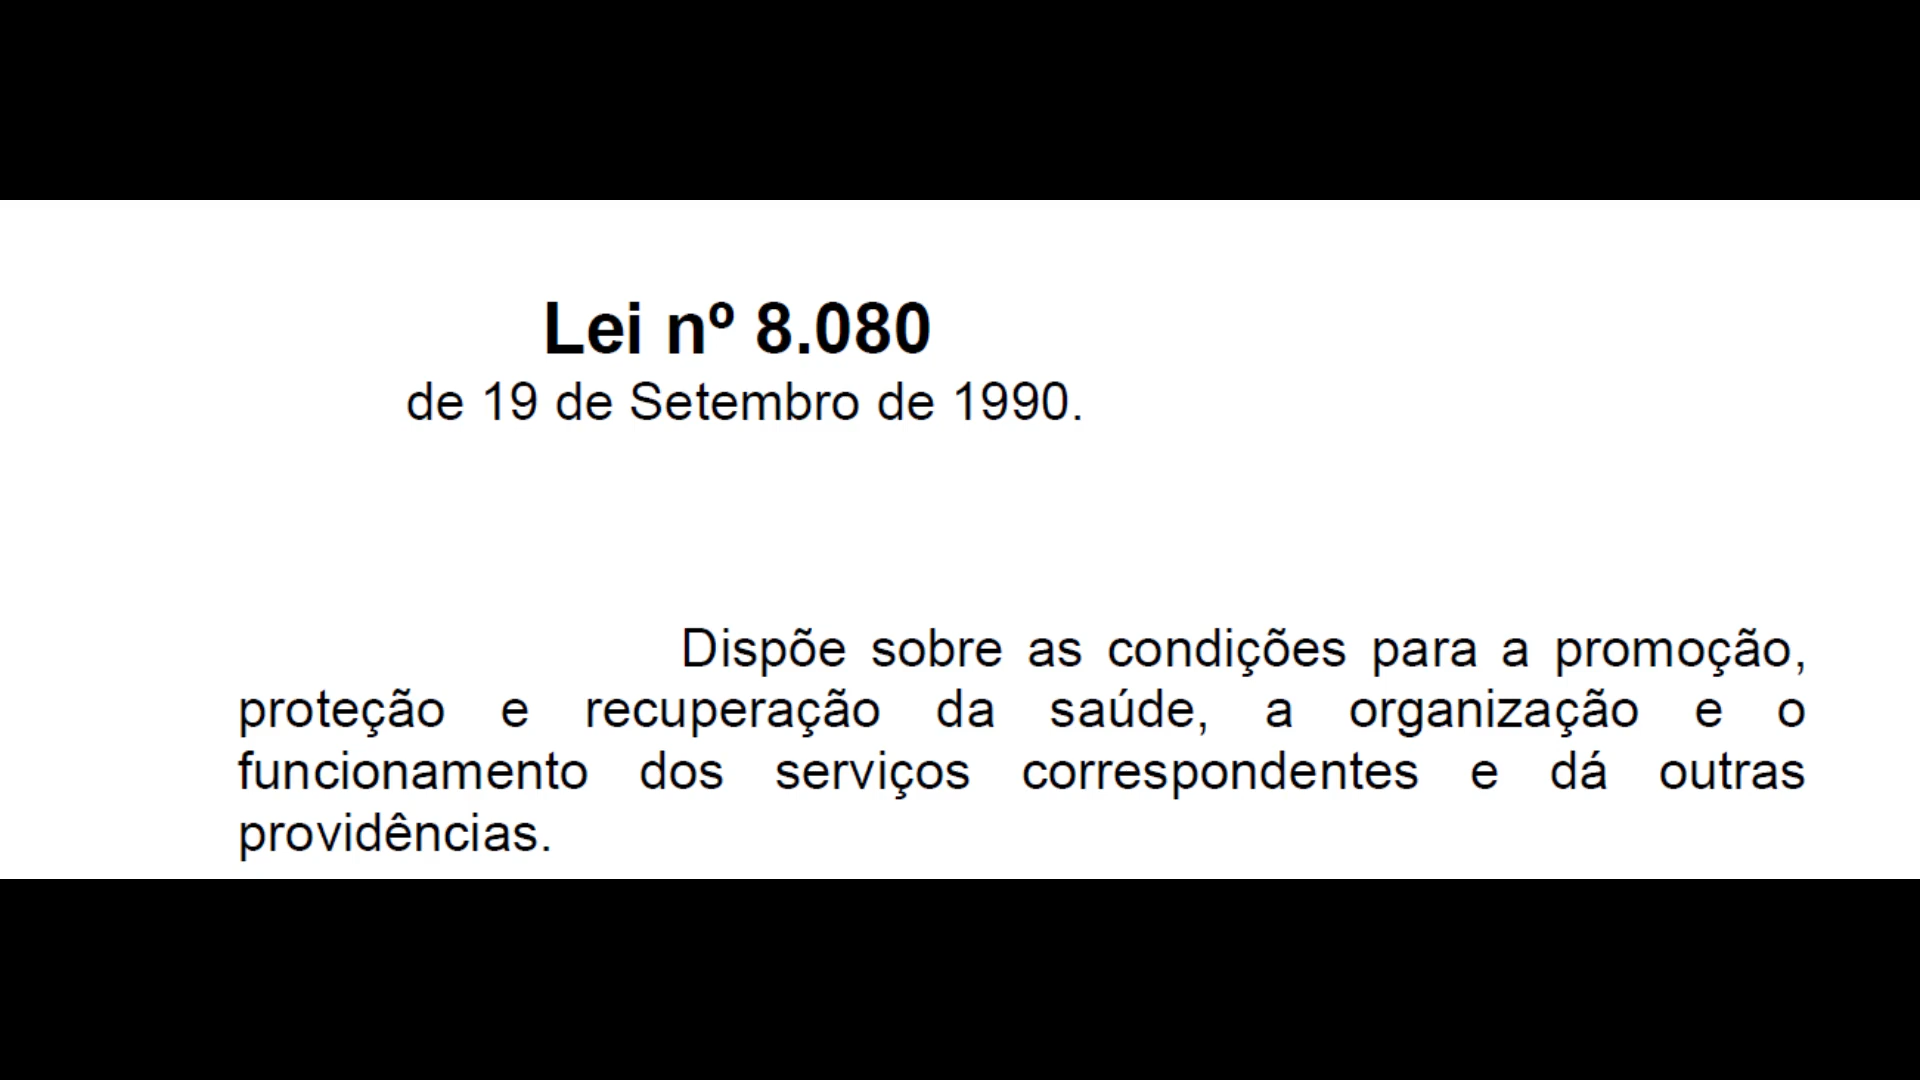 Lei nº 8.080
de 19 de Setembro de 1990.
Dispõe sobre as condições para a promoção,
proteção e recuperação da saúde, a organização e o
funcionamento dos serviços correspondentes e dá outras
providências.